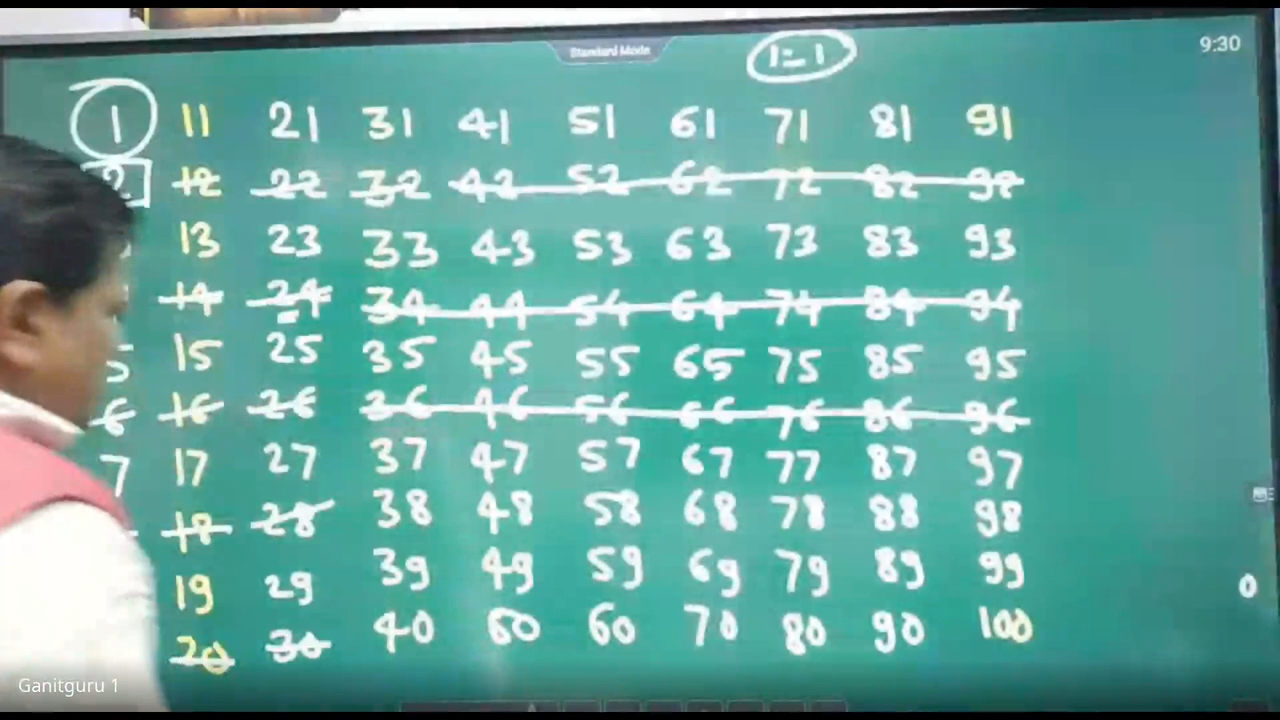 Standard Mode
1=1
9:30
1 11 21 31 41 51 61 71 81 91
2 12 22 32 42 52 62 72 82 92
13 23 33 43 53 63 73 83 93
14 24 34 44 54 64 74 84 94
5 15 25 35 45 55 65 75 85 95
6 16 26 36 46 56 66 76 86 96
7 17 27 37 47 57 67 77 87 97
18 28 38 48 58 68 78 88 98
19 29 39 49 59 69 79 89 99
0
20 30 40 50 60 70 80 90 100
Ganitguru 1